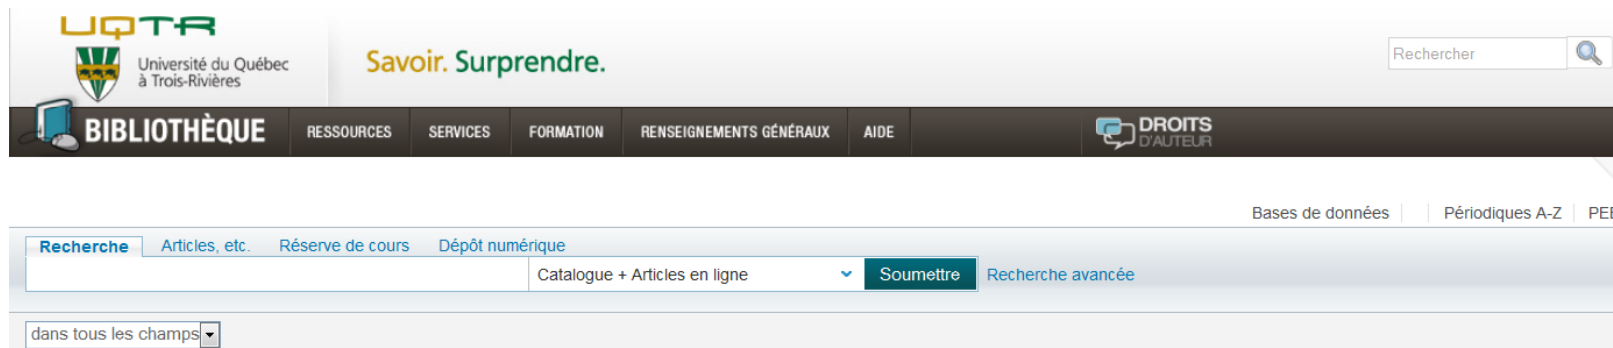 UQTR
Université du Québec
à Trois-Rivières
Savoir. Surprendre.
Rechercher
BIBLIOTHÈQUE RESSOURCES SERVICES FORMATION RENSEIGNEMENTS GÉNÉRAUX AIDE DROITS D'AUTEUR
Bases de données Périodiques A-Z PEB
Recherche Articles, etc. Réserve de cours Dépôt numérique
Catalogue + Articles en ligne Soumettre Recherche avancée
dans tous les champs